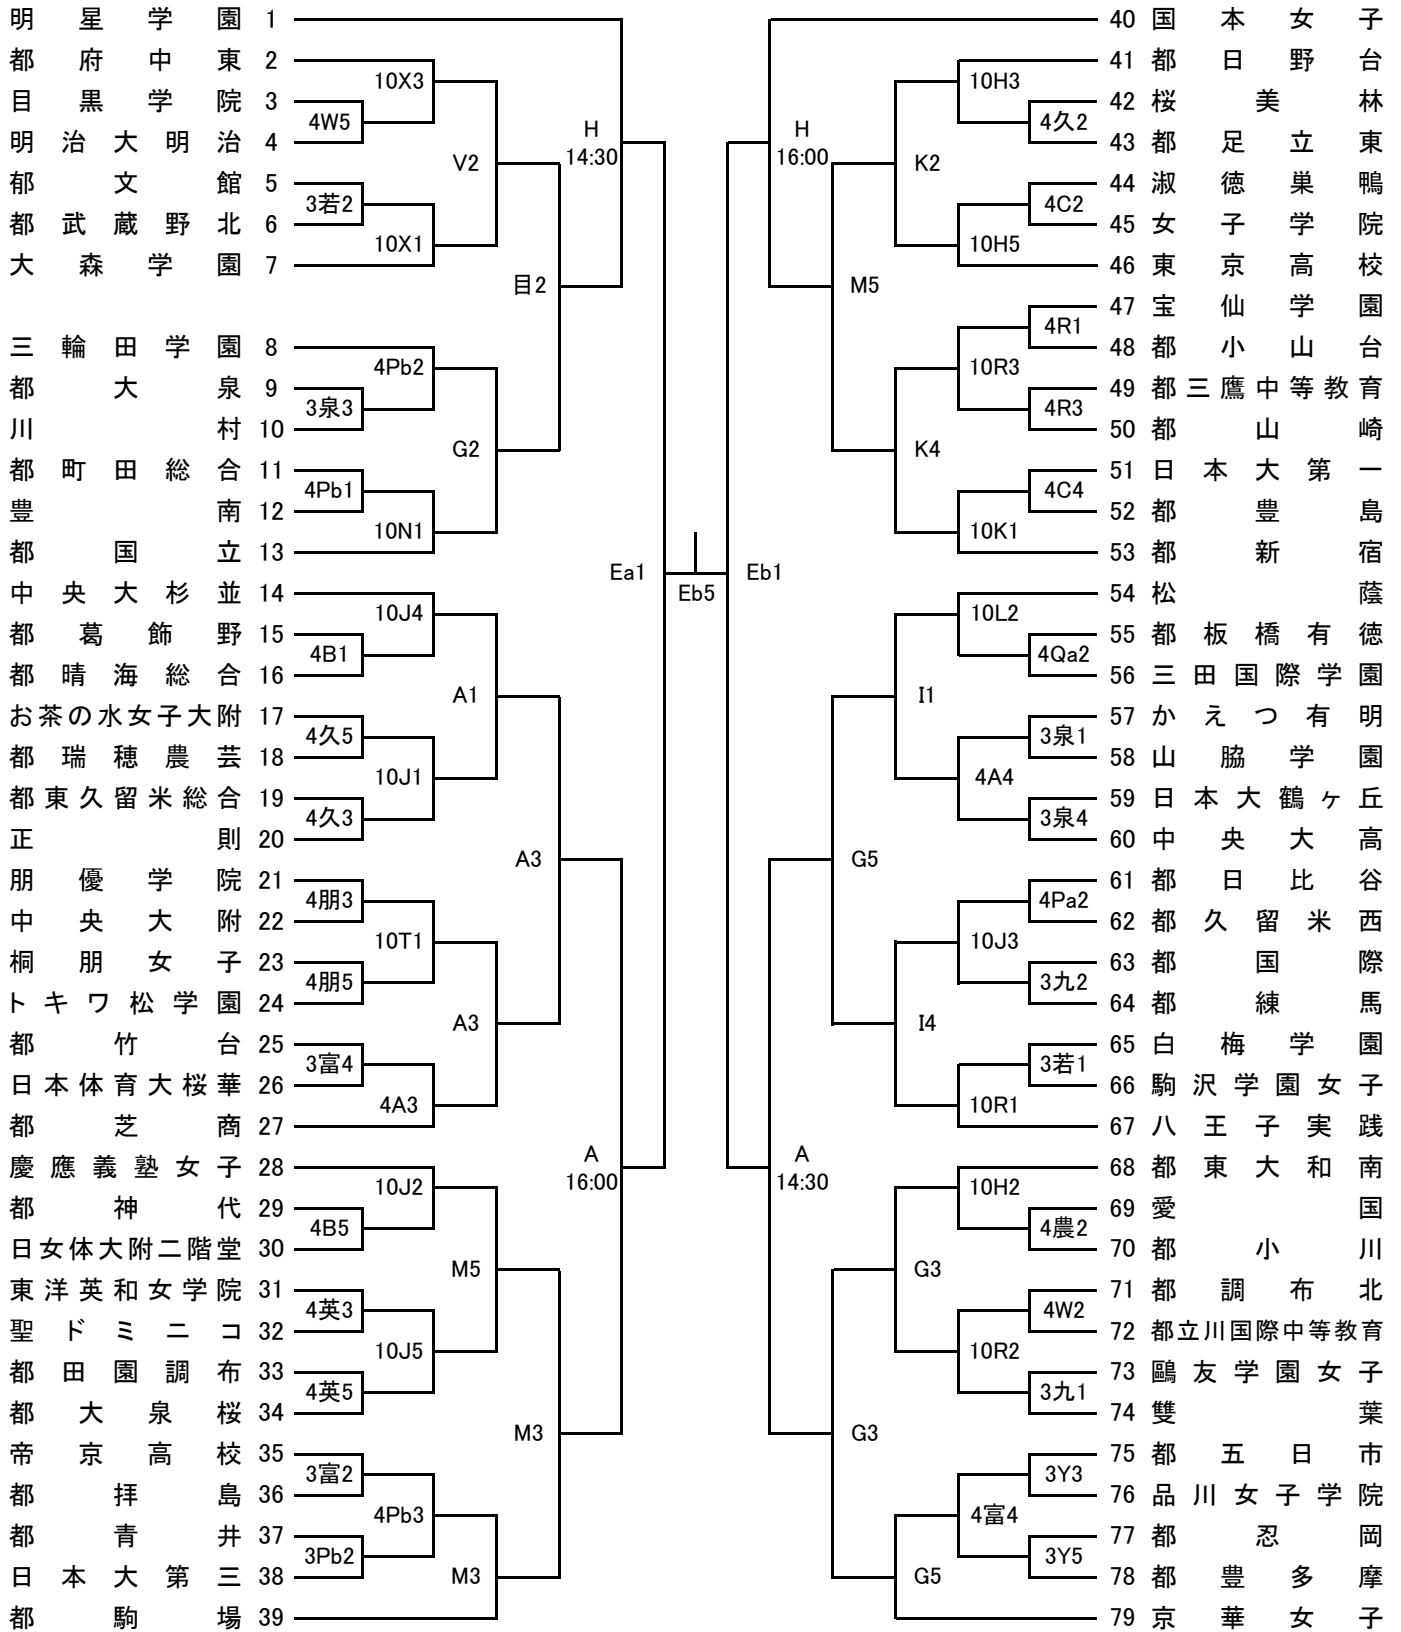 明星学園 1
都府中東 2
目黒学院 3
明治大明治 4
郁文館 5
都武蔵野北 6
大森学園 7
三輪田学園 8
都大泉 9
川村 10
都町田総合 11
豊南 12
都国立 13
中央大杉並 14
都葛飾野 15
都晴海総合 16
お茶の水女子大附 17
都瑞穂農芸 18
都東久留米総合 19
正則 20
朋優学院 21
中央大附 22
桐朋女子 23
トキワ松学園 24
都竹台 25
日本体育大桜華 26
都芝商 27
慶應義塾女子 28
都神代 29
日女体大附二階堂 30
東洋英和女学院 31
聖ドミニコ 32
都田園調布 33
都大泉桜 34
帝京高校 35
都拝島 36
都青井 37
日本大第三 38
都駒場 39
4W5
3若2
3泉3
4Pb1
4B1
4久5
4久3
4朋3
4朋5
3富4
4B5
4英3
4英5
3富2
3Pb2
10X3
10X1
4Pb2
10N1
10J4
10J1
10T1
4A3
10J2
10J5
4Pb3
V2
G2
A1
A3
M5
M3
目2
A3
M3
H
14:30
A
16:00
Ea1
Eb5
Eb1
H
16:00
A
14:30
M5
G5
G3
K2
K4
I1
I4
G3
G5
10H3
10H5
10R3
10K1
10L2
4A4
10J3
10R1
10H2
10R2
4富4
4久2
4C2
4R1
4R3
4C4
4Qa2
3泉1
3泉4
4Pa2
3九2
3若1
4農2
4W2
3九1
3Y3
3Y5
40 国本女子
41 都日野台
42 桜美林
43 都足立東
44 淑徳巣鴨
45 女子学院
46 東京高校
47 宝仙学園
48 都小山台
49 都三鷹中等教育
50 都山崎
51 日本大第一
52 都豊島
53 都新宿
54 松蔭
55 都板橋有徳
56 三田国際学園
57 かえつ有明
58 山脇学園
59 日本大鶴ヶ丘
60 中央大高
61 都日比谷
62 都久留米西
63 都国際
64 都練馬
65 白梅学園
66 駒沢学園女子
67 八王子実践
68 都東大和南
69 愛国
70 都小川
71 都調布北
72 都立川国際中等教育
73 鷗友学園女子
74 雙葉
75 都五日市
76 品川女子学院
77 都忍岡
78 都豊多摩
79 京華女子